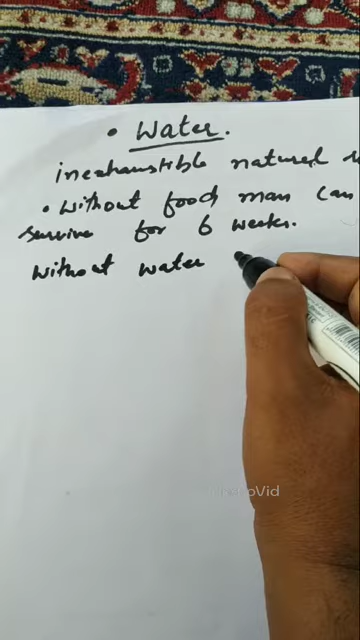 • Water.
inexhaustible natural
• Without food man can
survive for 6 weeks.
Without water